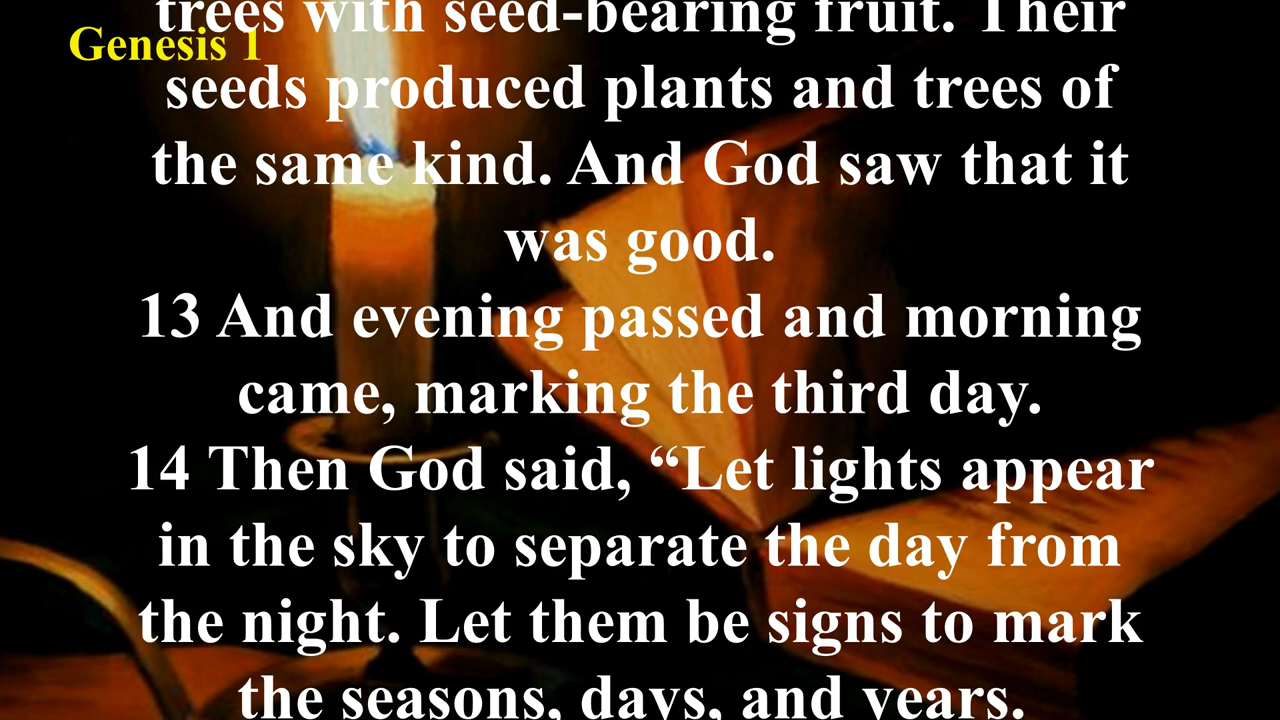 trees with seed-bearing fruit. Their
Genesis 1
seeds produced plants and trees of
the same kind. And God saw that it
was good.
13 And evening passed and morning
came, marking the third day.
14 Then God said, “Let lights appear
in the sky to separate the day from
the night. Let them be signs to mark
the seasons, days, and years.